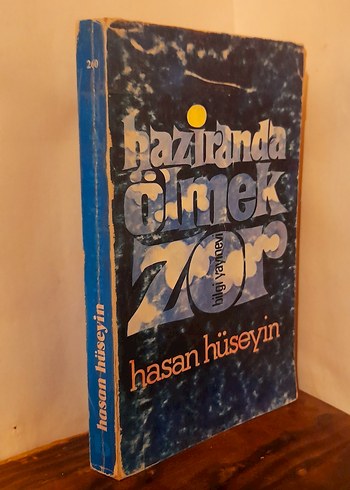 240
hasan hüseyin
haziranda
ölmek
zor
bilgi yayınevi
hasan hüseyin